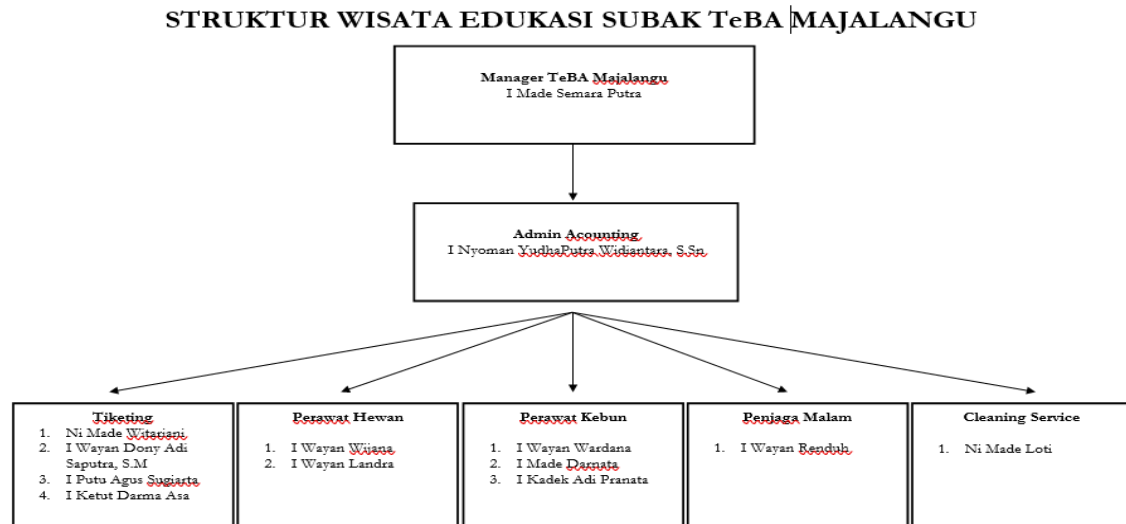 STRUKTUR WISATA EDUKASI SUBAK TeBA MAJALANGU
Manager TeBA Majalangu
I Made Semara Putra
Admin Acounting
I Nyoman YudhaPutra Widiantara, S.Sn
Tiketing
1. Ni Made Witariani
2. I Wayan Dony Adi
Saputra, S.M
3. I Putu Agus Sugiarta
4. I Ketut Darma Asa
Perawat Hewan
1. I Wayan Wijana
2. I Wayan Landra
Perawat Kebun
1. I Wayan Wardana
2. I Made Darnata
3. I Kadek Adi Pranata
Penjaga Malam
1. I Wayan Renduh
Cleaning Service
1. Ni Made Loti